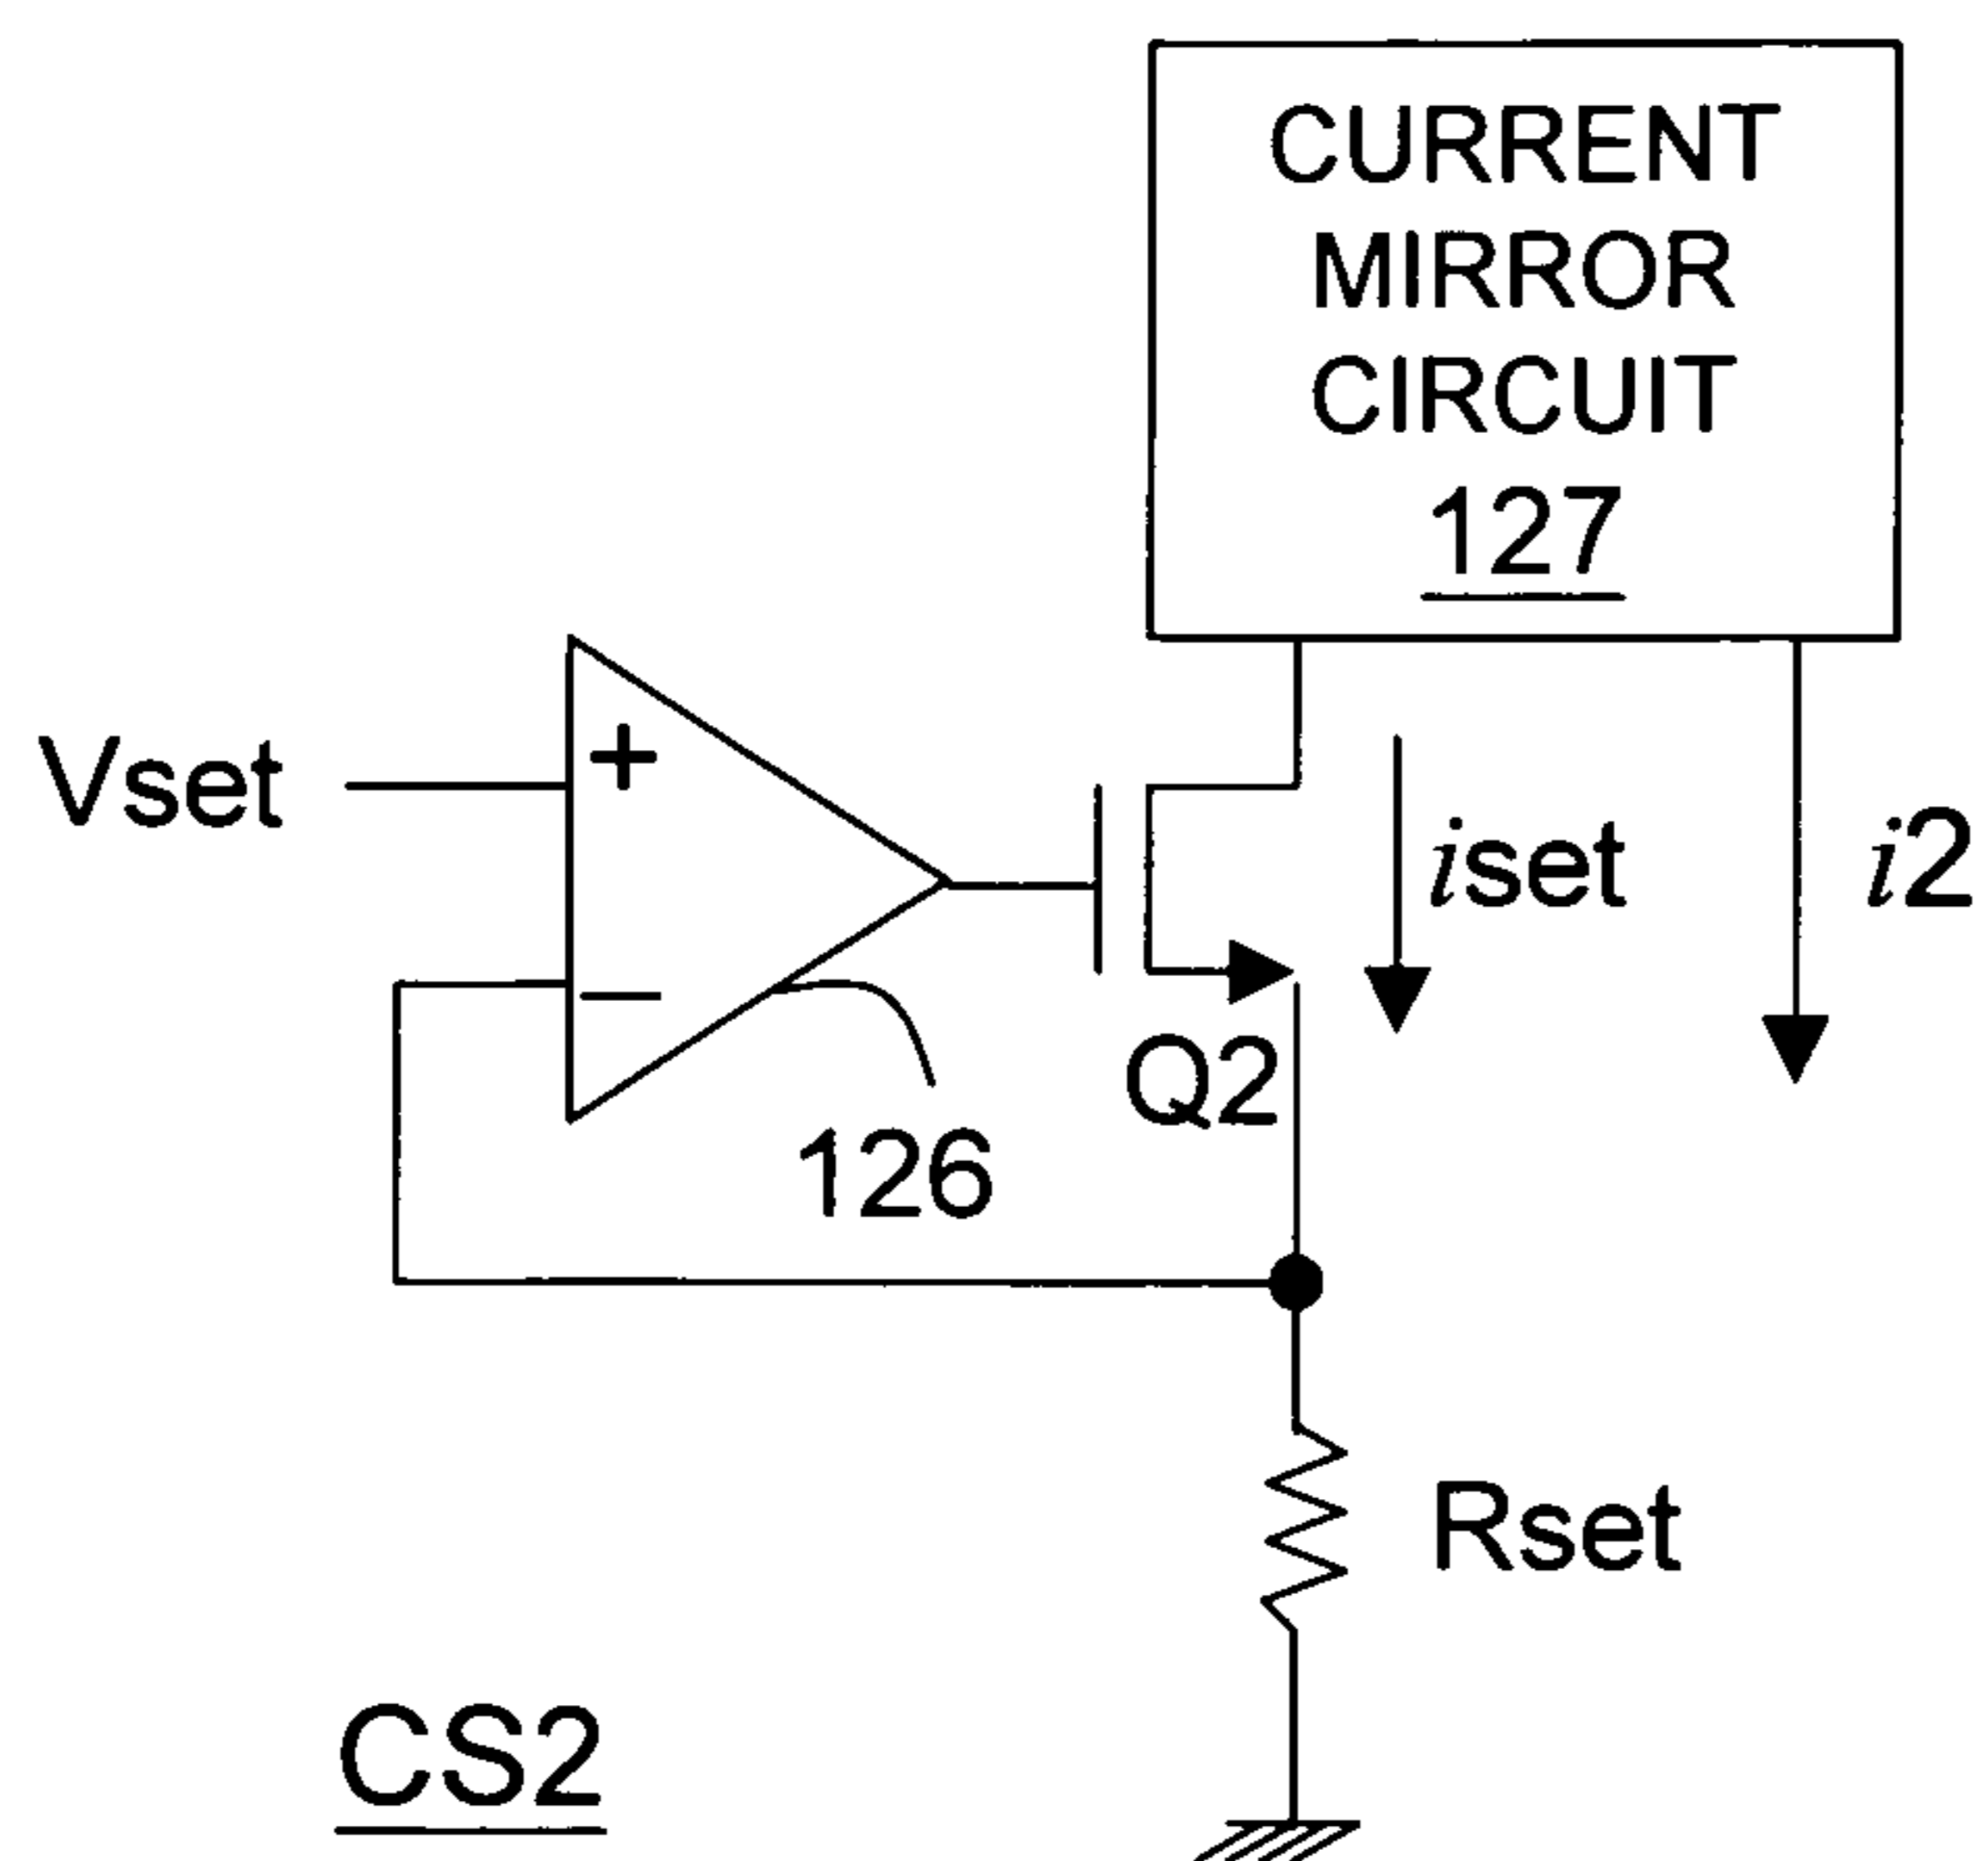 CURRENT
MIRROR
CIRCUIT
127
Vset
+
iset
i2
−
Q2
126
Rset
CS2